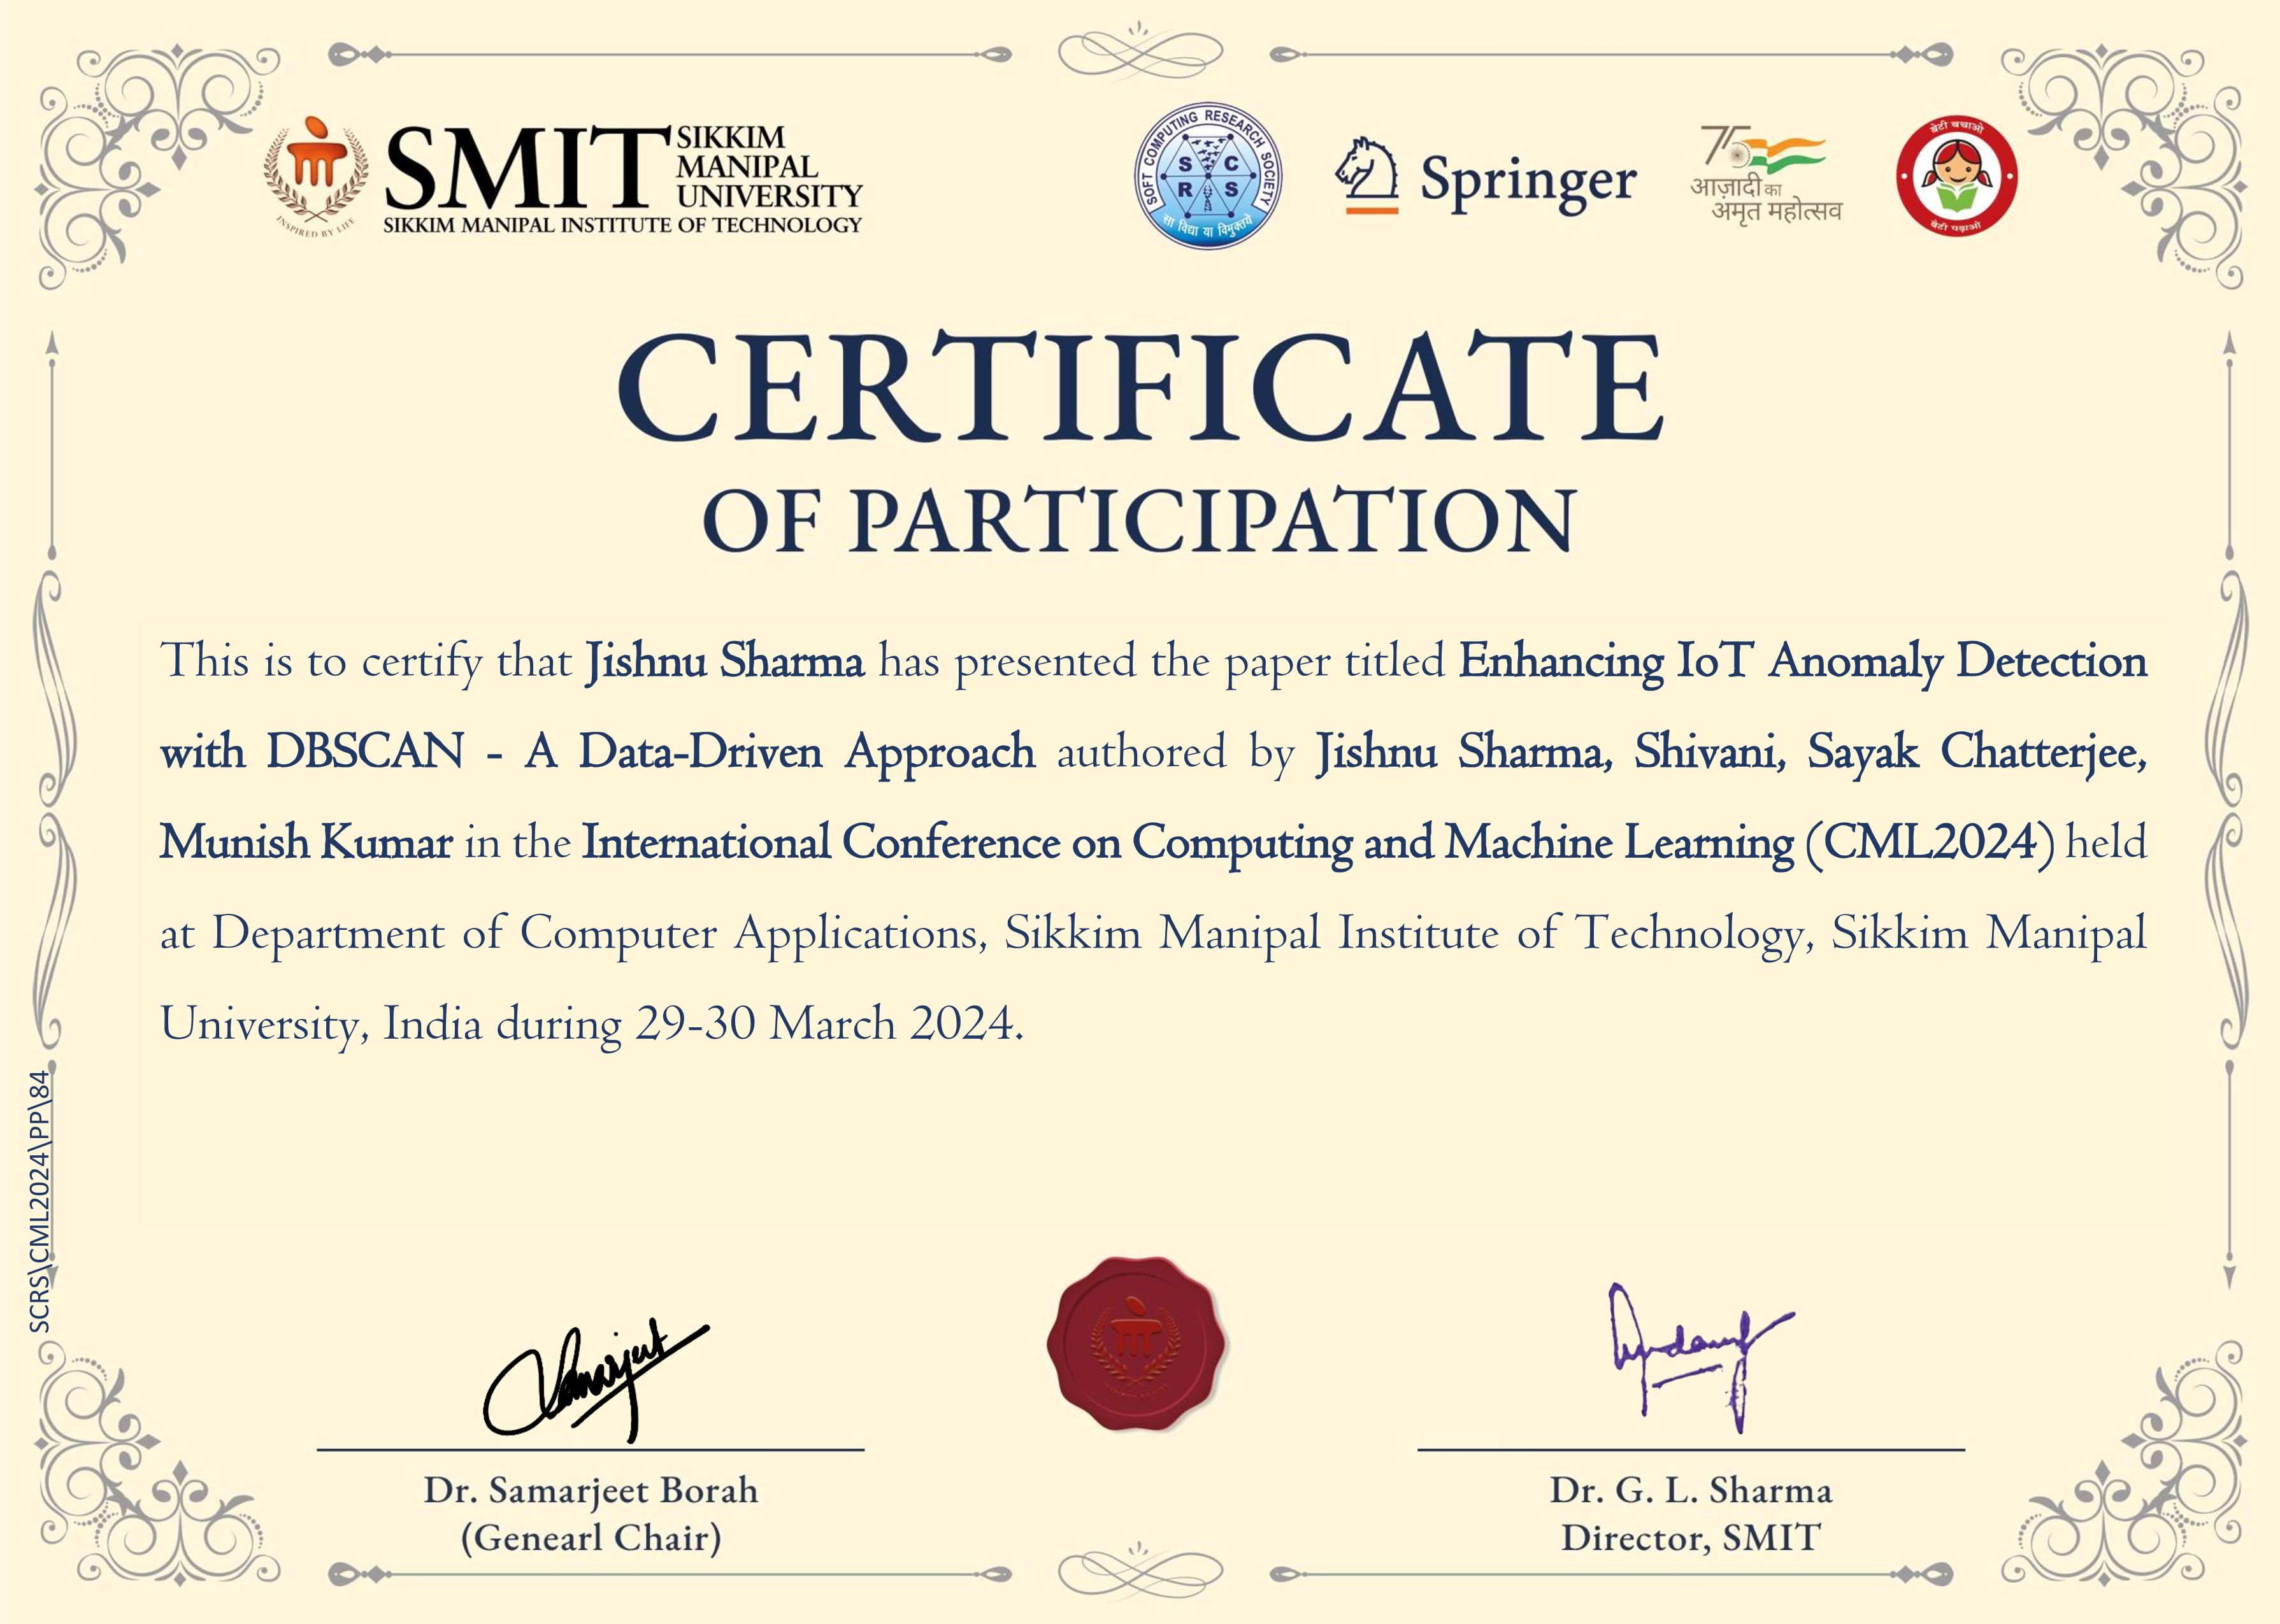 SMIT
SIKKIM
MANIPAL
UNIVERSITY
SIKKIM MANIPAL INSTITUTE OF TECHNOLOGY
INSPIRED BY LIFE
SOFT COMPUTING RESEARCH SOCIETY
S C
R S
सा विद्या या विमुक्तये
Springer
75
आज़ादी का
अमृत महोत्सव
बेटी बचाओ
बेटी पढ़ाओ
CERTIFICATE
OF PARTICIPATION
This is to certify that Jishnu Sharma has presented the paper titled Enhancing IoT Anomaly Detection
with DBSCAN - A Data-Driven Approach authored by Jishnu Sharma, Shivani, Sayak Chatterjee,
Munish Kumar in the International Conference on Computing and Machine Learning (CML2024) held
at Department of Computer Applications, Sikkim Manipal Institute of Technology, Sikkim Manipal
University, India during 29-30 March 2024.
SCRS\CML2024\PP\84
Samarjeet
Dr. Samarjeet Borah
(Genearl Chair)
Dr. G. L. Sharma
Director, SMIT